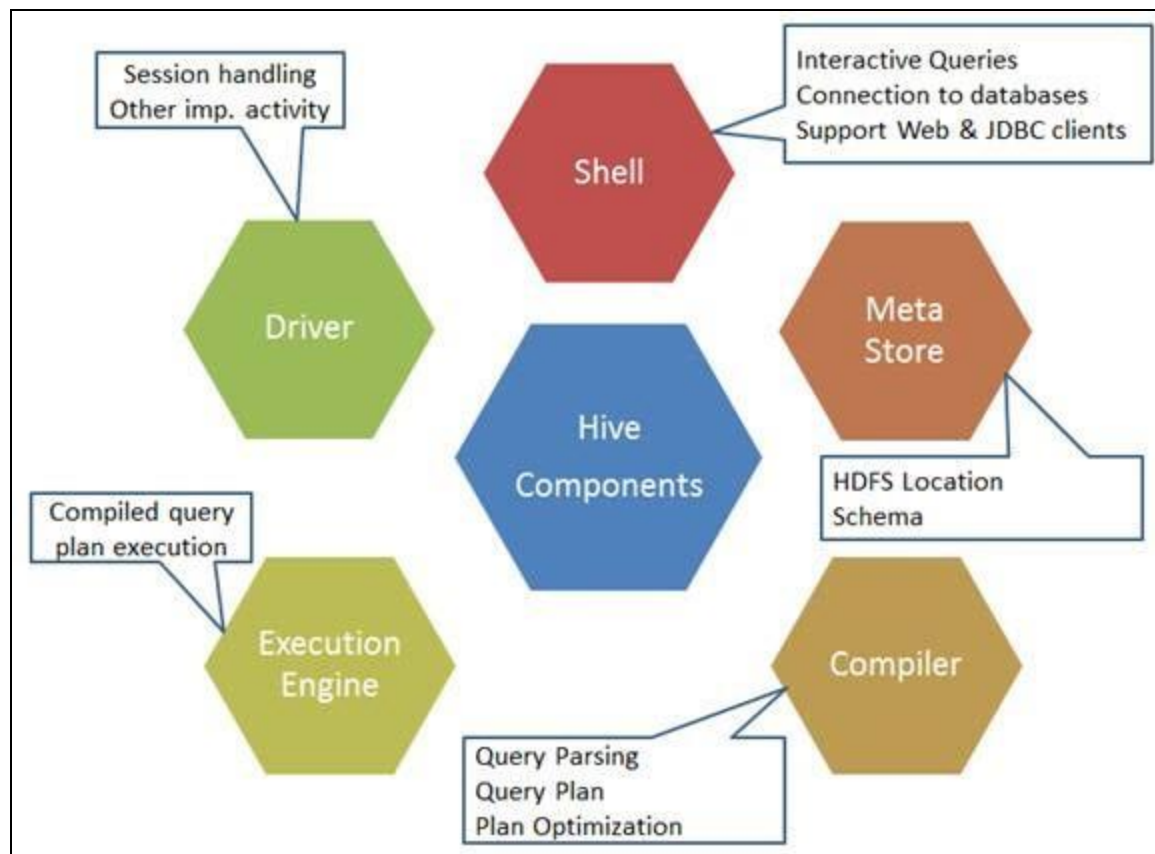 Session handling
Other imp. activity
Interactive Queries
Connection to databases
Support Web & JDBC clients
Shell
Driver
Meta
Store
Hive
Components
HDFS Location
Schema
Compiled query
plan execution
Execution
Engine
Compiler
Query Parsing
Query Plan
Plan Optimization